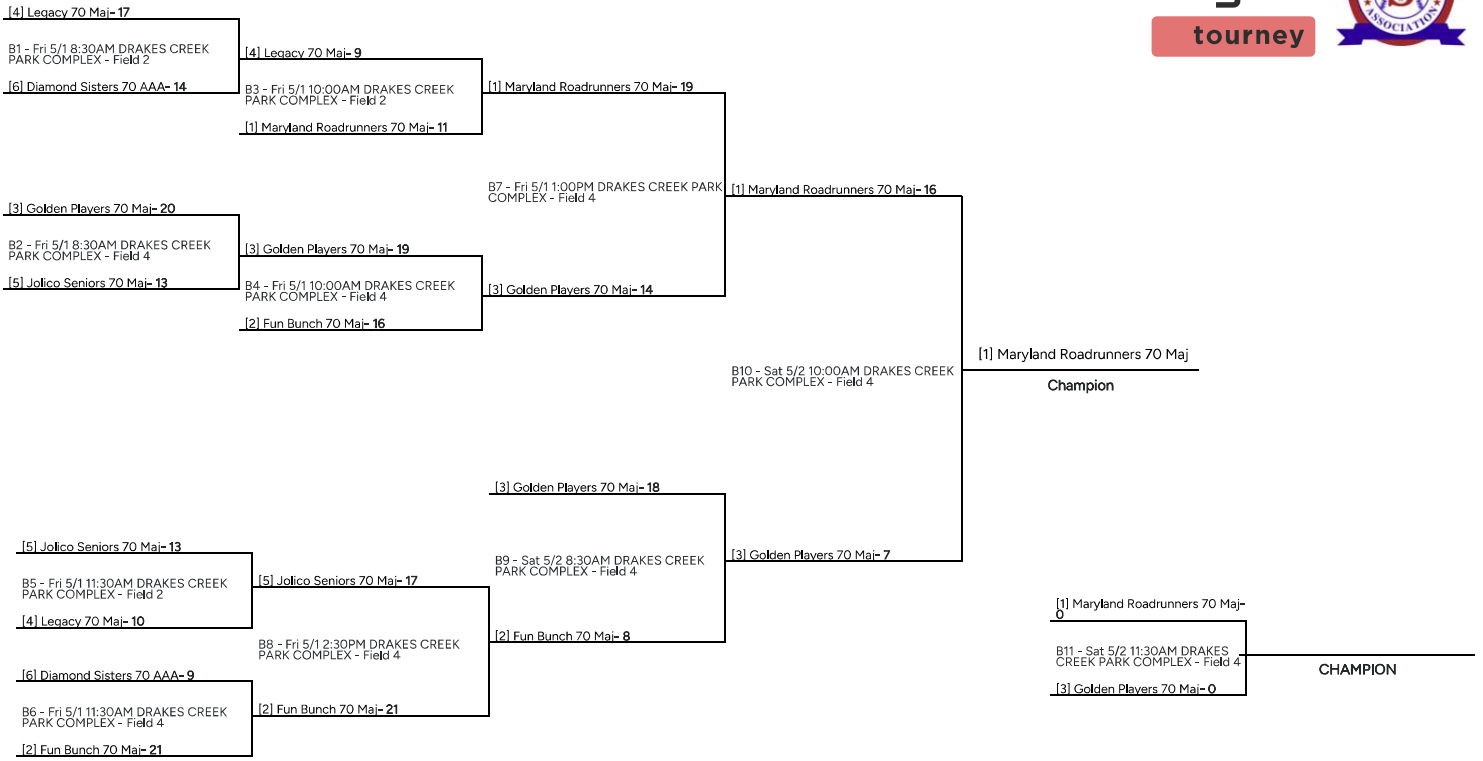 [4] Legacy 70 Maj- 17
B1 - Fri 5/1 8:30AM DRAKES CREEK
PARK COMPLEX - Field 2
[6] Diamond Sisters 70 AAA- 14
[4] Legacy 70 Maj- 9
B3 - Fri 5/1 10:00AM DRAKES CREEK
PARK COMPLEX - Field 2
[1] Maryland Roadrunners 70 Maj- 11
[1] Maryland Roadrunners 70 Maj- 19
B7 - Fri 5/1 1:00PM DRAKES CREEK PARK
COMPLEX - Field 4
[3] Golden Players 70 Maj- 14
[3] Golden Players 70 Maj- 20
B2 - Fri 5/1 8:30AM DRAKES CREEK
PARK COMPLEX - Field 4
[5] Jolico Seniors 70 Maj- 13
[3] Golden Players 70 Maj- 19
B4 - Fri 5/1 10:00AM DRAKES CREEK
PARK COMPLEX - Field 4
[2] Fun Bunch 70 Maj- 16
[1] Maryland Roadrunners 70 Maj- 16
B10 - Sat 5/2 10:00AM DRAKES CREEK
PARK COMPLEX - Field 4
[3] Golden Players 70 Maj- 7
[1] Maryland Roadrunners 70 Maj
Champion
[3] Golden Players 70 Maj- 18
B9 - Sat 5/2 8:30AM DRAKES CREEK
PARK COMPLEX - Field 4
[2] Fun Bunch 70 Maj- 8
[5] Jolico Seniors 70 Maj- 13
B5 - Fri 5/1 11:30AM DRAKES CREEK
PARK COMPLEX - Field 2
[4] Legacy 70 Maj- 10
[5] Jolico Seniors 70 Maj- 17
B8 - Fri 5/1 2:30PM DRAKES CREEK
PARK COMPLEX - Field 4
[2] Fun Bunch 70 Maj- 21
[6] Diamond Sisters 70 AAA- 9
B6 - Fri 5/1 11:30AM DRAKES CREEK
PARK COMPLEX - Field 4
[2] Fun Bunch 70 Maj- 21
[1] Maryland Roadrunners 70 Maj-
0
B11 - Sat 5/2 11:30AM DRAKES
CREEK PARK COMPLEX - Field 4
[3] Golden Players 70 Maj- 0
CHAMPION
tourney
ASSOCIATION